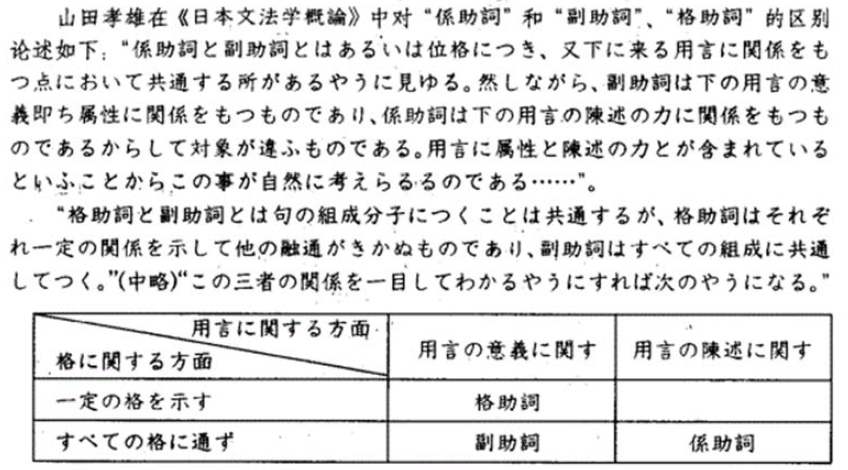 山田孝雄在《日本文法学概論》中对“係助詞”和“副助詞”、“格助詞”的区别
论述如下：“係助詞と副助詞とはあるいは位格につき、又下に来る用言に関係をも
つ点において共通する所があるやうに見ゆる。然しながら、副助詞は下の用言の意
義即ち属性に関係をもつものであり、係助詞は下の用言の陳述の力に関係をもつも
のであるからして対象が違ふものである。用言に属性と陳述の力とが含まれている
といふことからこの事が自然に考えらるるのである……”。
“格助詞と副助詞とは句の組成分子につくことは共通するが、格助詞はそれぞ
れ一定の関係を示して他の融通がきかぬものであり、副助詞はすべての組成に共通
してつく。”(中略)“この三者の関係を一目してわかるやうにすれば次のやうになる。”
用言に関する方面
格に関する方面
用言の意義に関す
用言の陳述に関す
一定の格を示す
格助詞
すべての格に通ず
副助詞
係助詞